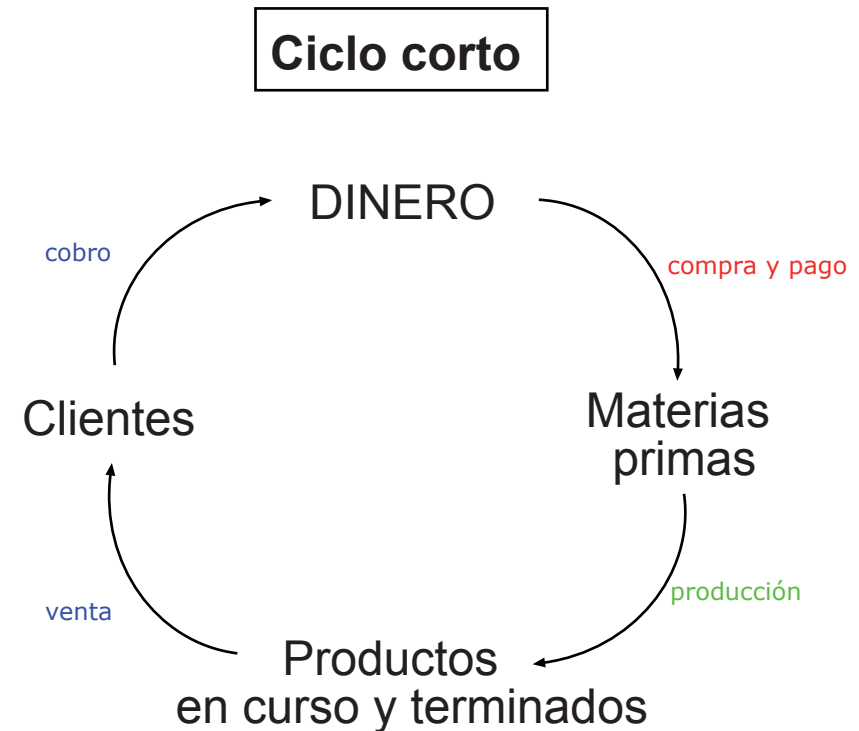 Ciclo corto
DINERO
cobro
compra y pago
Clientes
Materias
primas
producción
venta
Productos
en curso y terminados